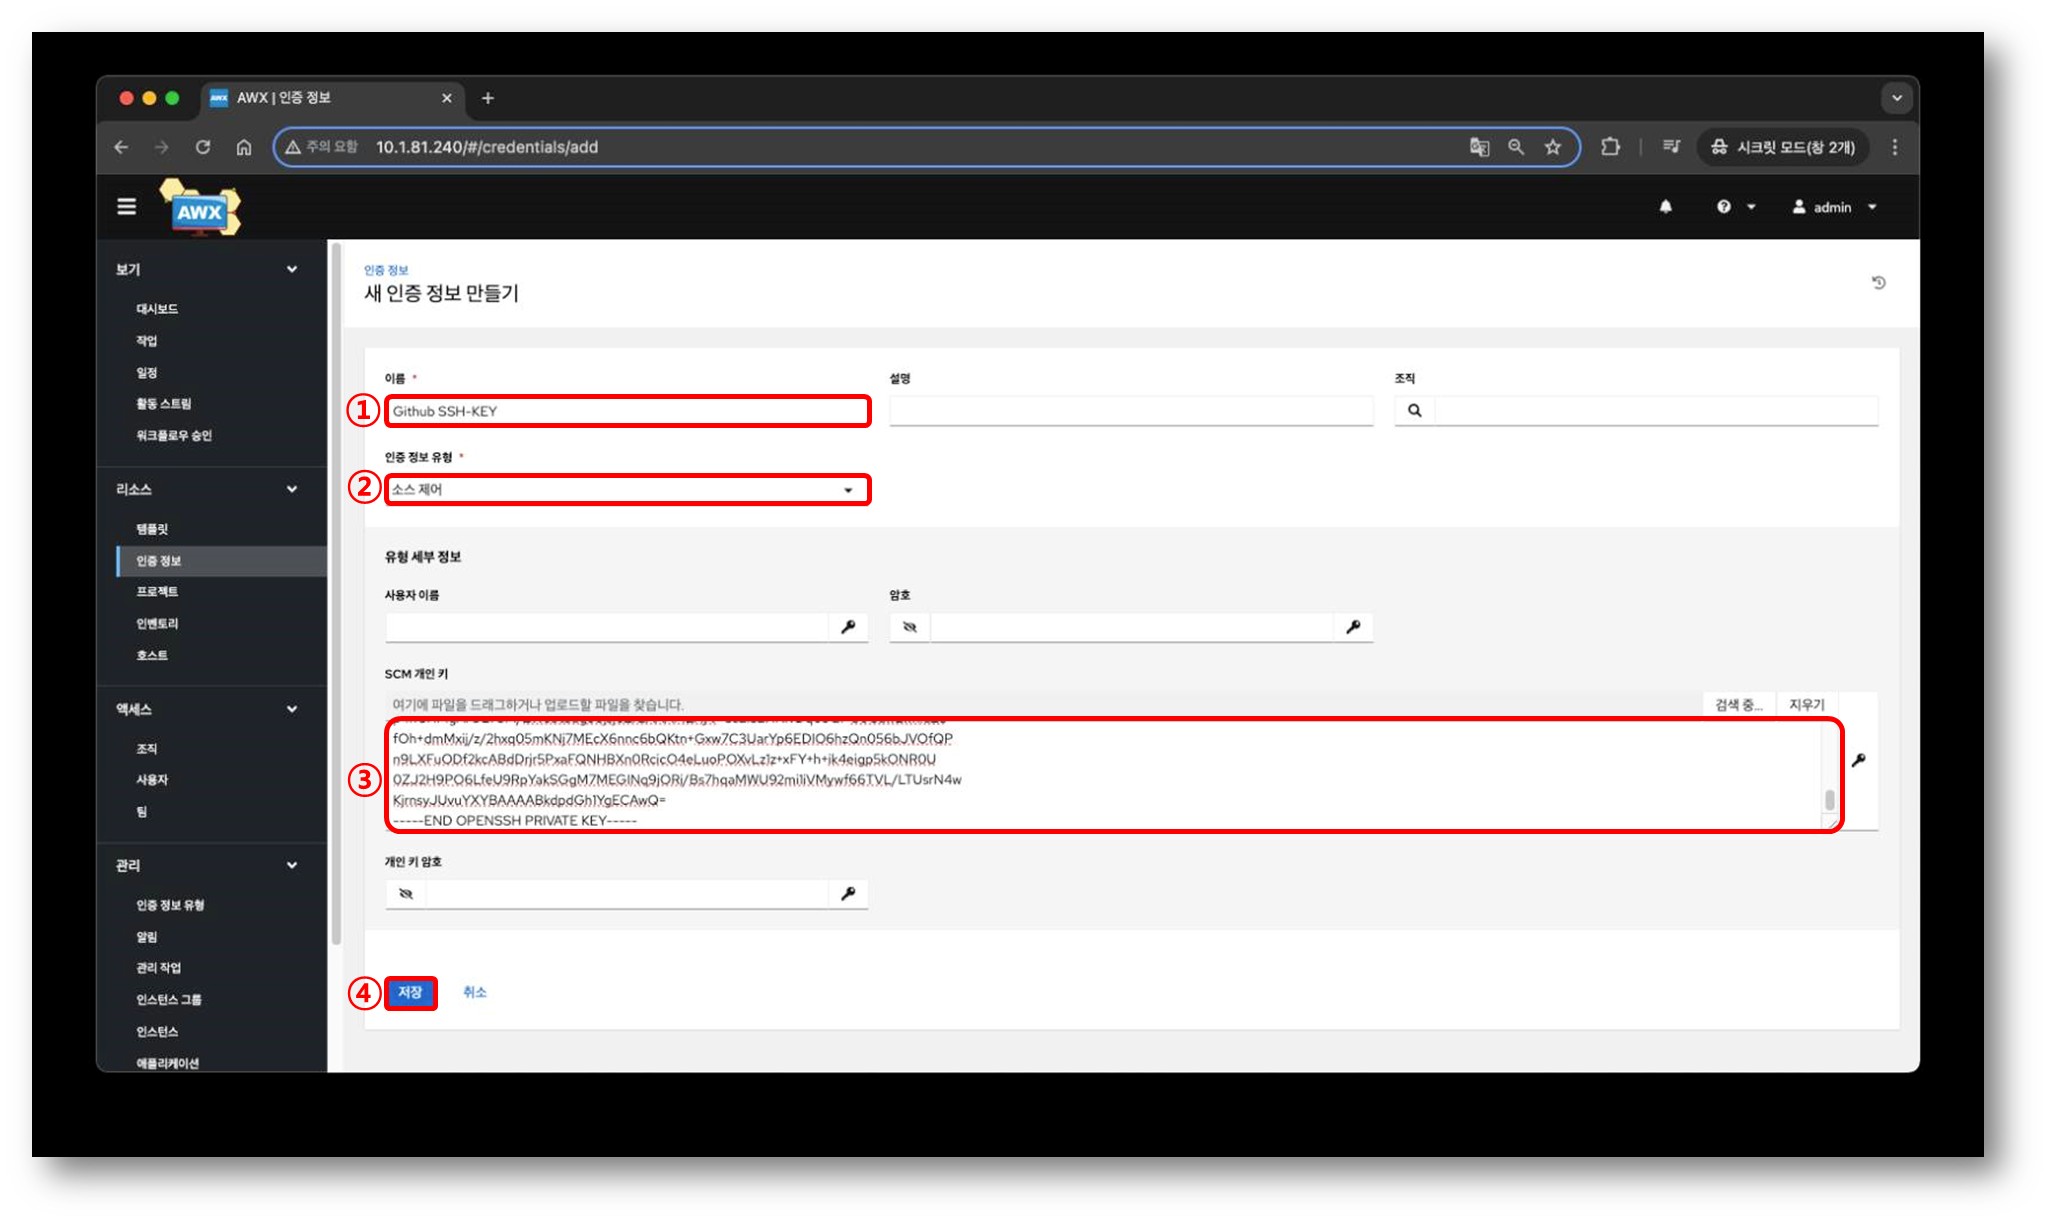 AWX | 인증 정보
주의 요함 10.1.81.240/#/credentials/add
시크릿 모드(창 2개)
AWX
admin
보기
대시보드
작업
일정
활동 스트림
워크플로우 승인
리소스
템플릿
인증 정보
프로젝트
인벤토리
호스트
액세스
조직
사용자
팀
관리
인증 정보 유형
알림
관리 작업
인스턴스 그룹
인스턴스
애플리케이션
인증 정보
새 인증 정보 만들기
이름 *
설명
조직
① Github SSH-KEY
인증 정보 유형 *
② 소스 제어
유형 세부 정보
사용자 이름
암호
SCM 개인 키
여기에 파일을 드래그하거나 업로드할 파일을 찾습니다.
검색 중...
지우기
③
fOh+dmMxij/z/2hxq05mKNj7MEcX6nnc6bQKtn+Gxw7C3UarYp6EDIO6hzQn056bJVOfQP
n9LXFuODf2kcABdDrjr5PxaFQNHBXn0RcicO4eLuoPOXvLz1z+xFY+h+jk4eigp5kONR0U
0ZJ2H9PO6LfeU9RpYakSGgM7MEGINq9jORj/Bs7hqaMWU92mi1iVMywf66TVL/LTUsrN4w
KjrnsyJUvuYXYBAAAABkdpdGh1YgECAwQ=
-----END OPENSSH PRIVATE KEY-----
개인 키 암호
④ 저장
취소